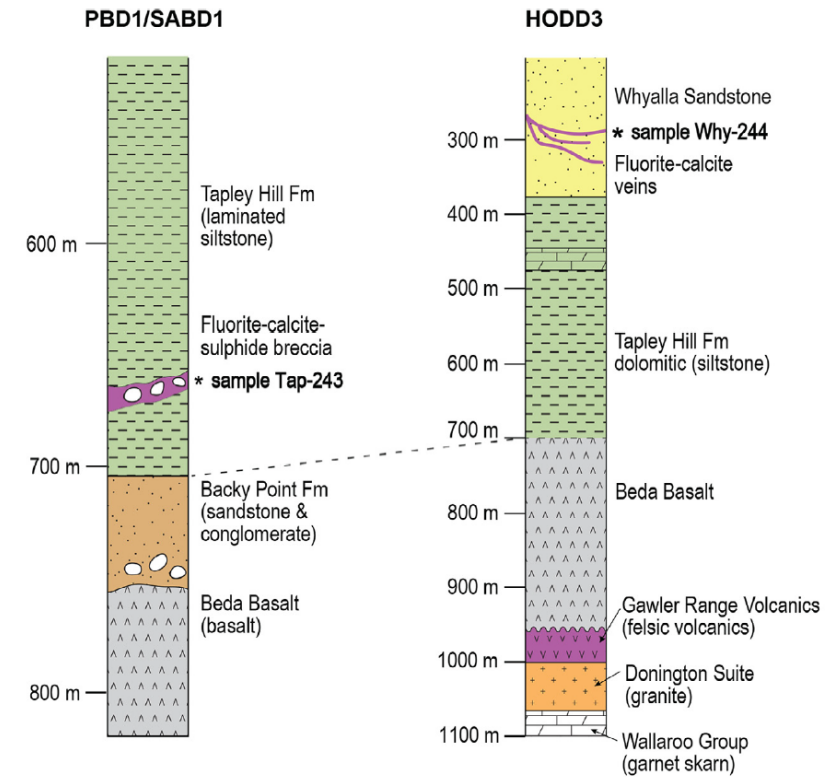 PBD1/SABD1
Tapley Hill Fm
(laminated
siltstone)
600 m
Fluorite-calcite-
sulphide breccia
* sample Tap-243
700 m
Backy Point Fm
(sandstone &
conglomerate)
Beda Basalt
(basalt)
800 m
HODD3
Whyalla Sandstone
* sample Why-244
300 m
Fluorite-calcite
veins
400 m
500 m
Tapley Hill Fm
dolomitic (siltstone)
600 m
700 m
Beda Basalt
800 m
900 m
Gawler Range Volcanics
(felsic volcanics)
1000 m
Donington Suite
(granite)
1100 m
Wallaroo Group
(garnet skarn)